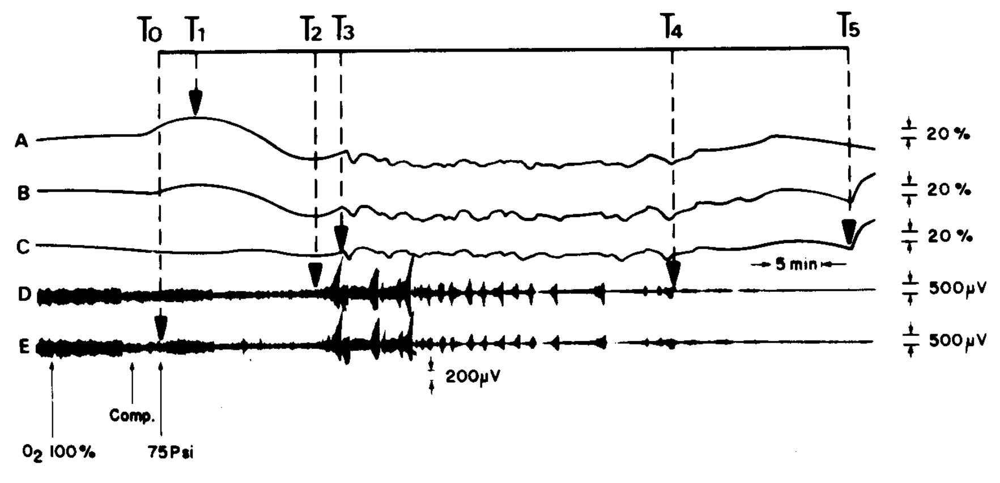 T0 T1 T2 T3 T4 T5
A 20%
B 20%
C 20%
5 min
D 500μV
E 500μV
200μV
Comp.
O2 100% 75Psi